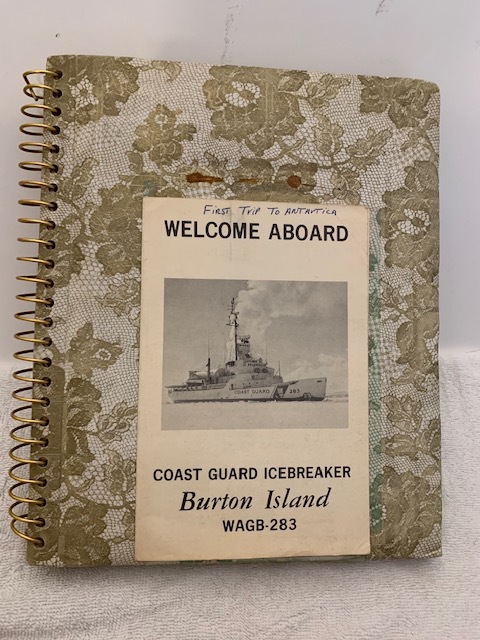 First Trip To Antartica
WELCOME ABOARD
COAST GUARD 283
COAST GUARD ICEBREAKER
Burton Island
WAGB-283